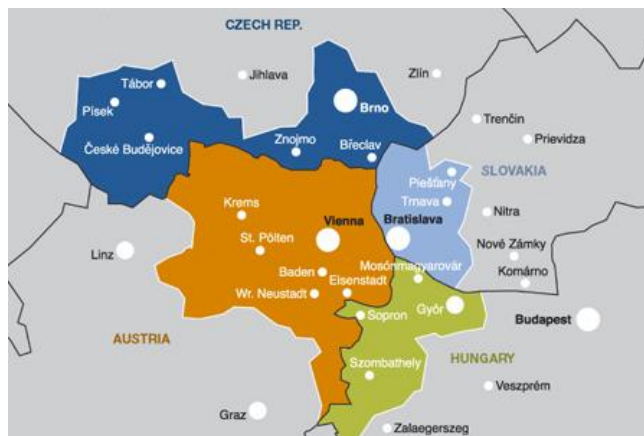 CZECH REP.
Tábor
Jihlava
Zlín
Písek
Brno
Trenčín
České Budějovice
Znojmo
Břeclav
Prievidza
Piešťany
SLOVAKIA
Krems
Trnava
Vienna
Bratislava
Nitra
Linz
St. Pölten
Nové Zámky
Baden
Mosónmagyarovár
Komárno
Wr. Neustadt
Eisenstadt
Sopron
Győr
Budapest
AUSTRIA
Szombathely
HUNGARY
Veszprém
Graz
Zalaegerszeg